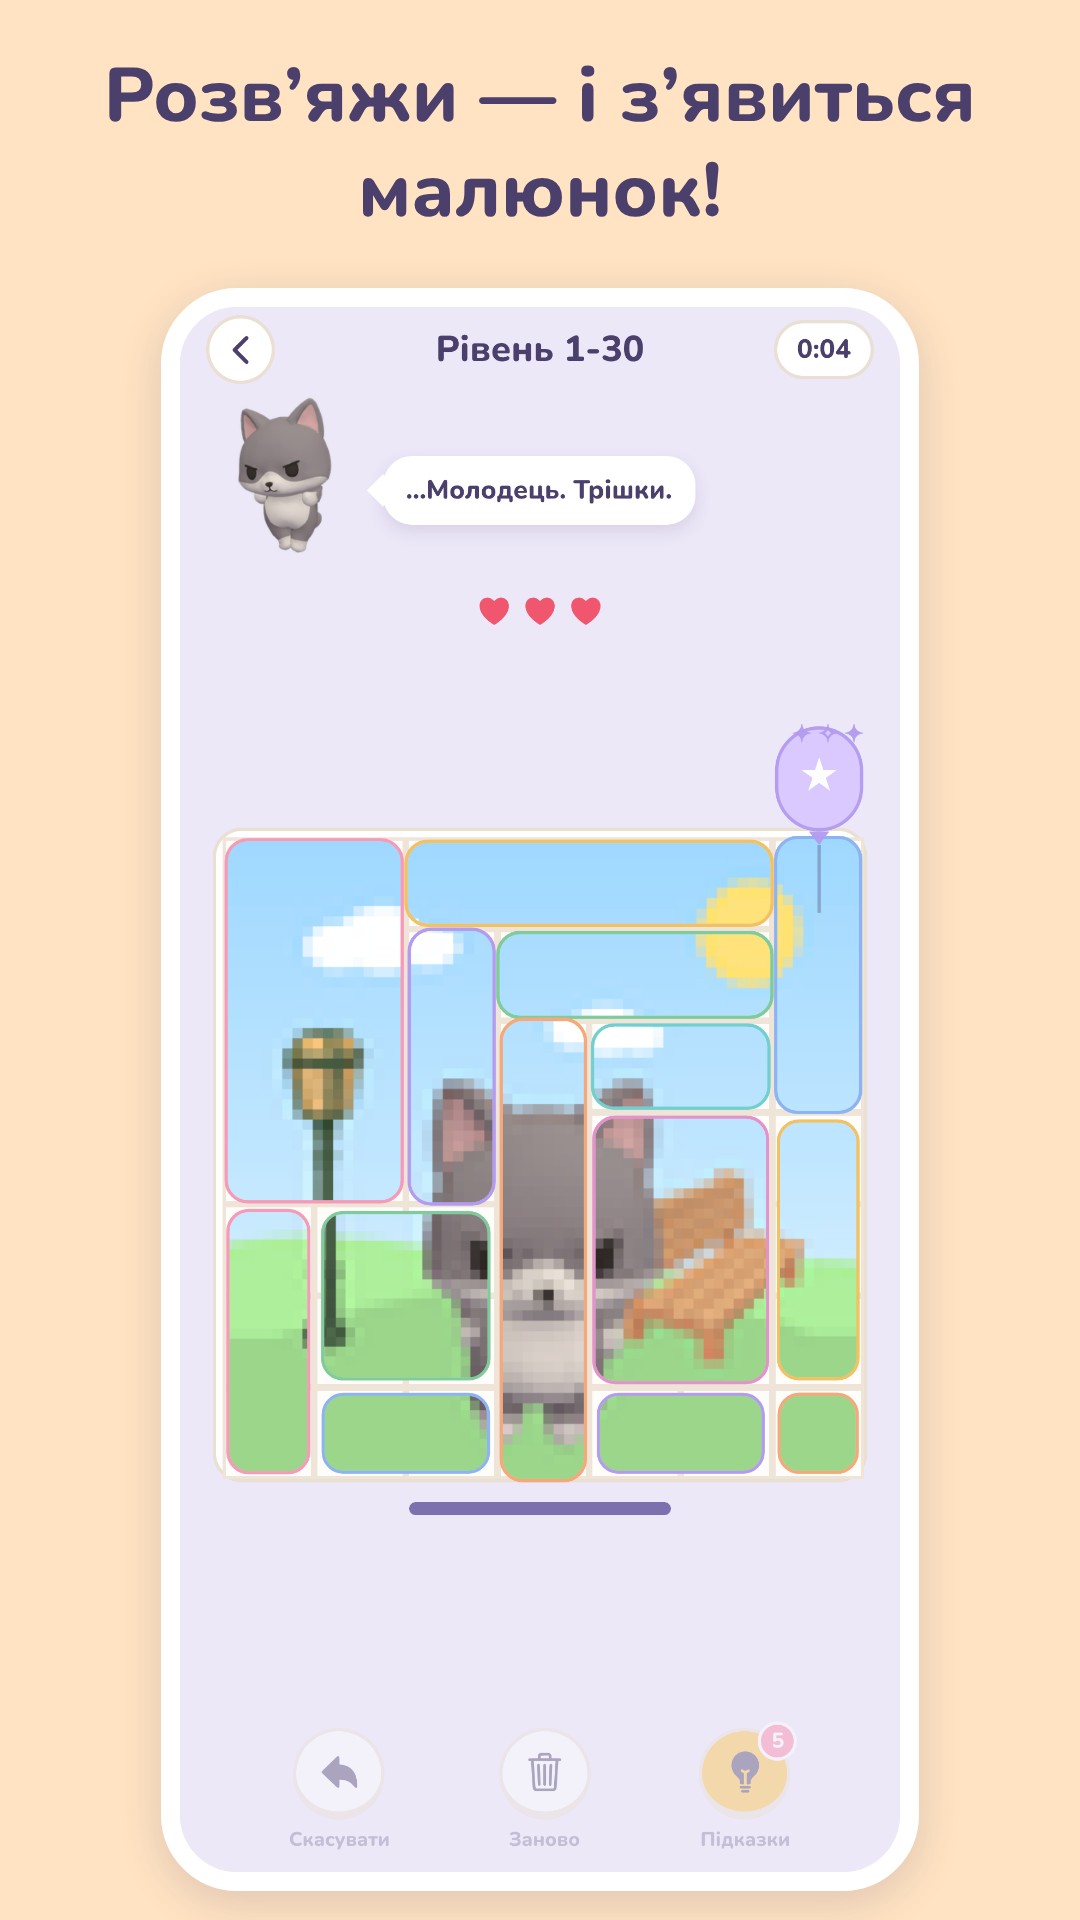 Розв’яжи — і з’явиться
малюнок!
Рівень 1-30
0:04
...Молодець. Трішки.
5
Скасувати
Заново
Підказки